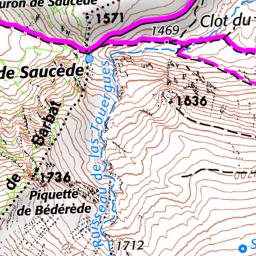 uron de Saucède
1571
1469
Clot du
de Saucède
1636
Barbat
de
Ruisseau de las Touergues
1736
Piquette
de Bédérède
1712
S